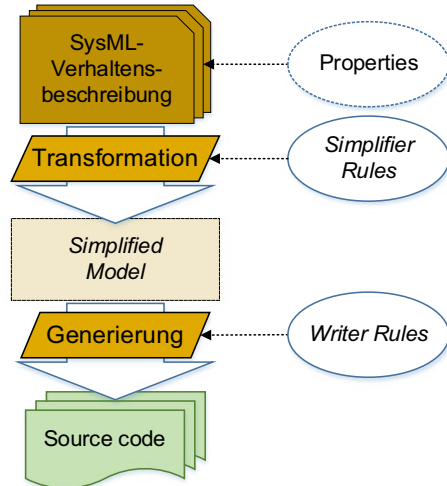 SysML-
Verhaltens-
beschreibung
Properties
Transformation
Simplifier
Rules
Simplified
Model
Generierung
Writer Rules
Source code